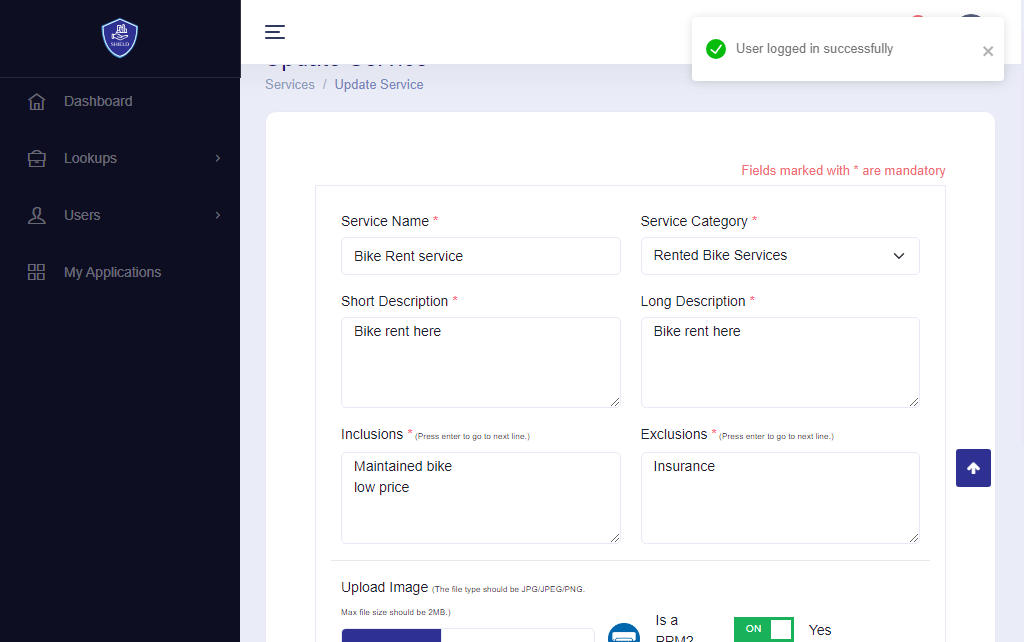 SHIELD
User logged in successfully
Update Service
Services / Update Service
Dashboard
Lookups
Users
My Applications
Fields marked with * are mandatory
Service Name *
Service Category *
Bike Rent service
Rented Bike Services
Short Description *
Long Description *
Bike rent here
Bike rent here
Inclusions * (Press enter to go to next line.)
Exclusions * (Press enter to go to next line.)
Maintained bike
low price
Insurance
Upload Image (The file type should be JPG/JPEG/PNG.
Max file size should be 2MB.)
Is a
PPM?
ON
Yes